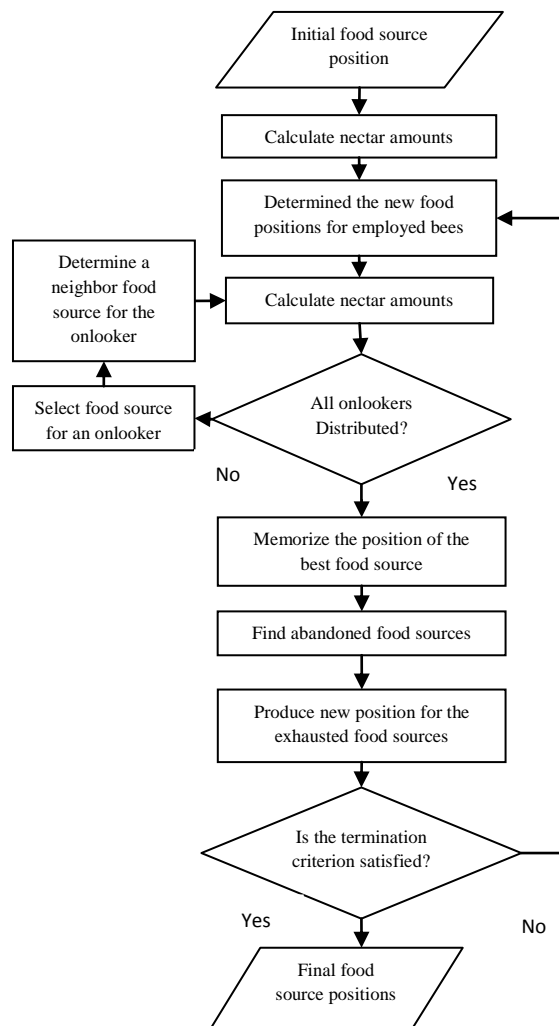 Initial food source
position
Calculate nectar amounts
Determined the new food
positions for employed bees
Determine a
neighbor food
source for the
onlooker
Calculate nectar amounts
Select food source
for an onlooker
All onlookers
Distributed?
No
Yes
Memorize the position of the
best food source
Find abandoned food sources
Produce new position for the
exhausted food sources
Is the termination
criterion satisfied?
Yes
No
Final food
source positions